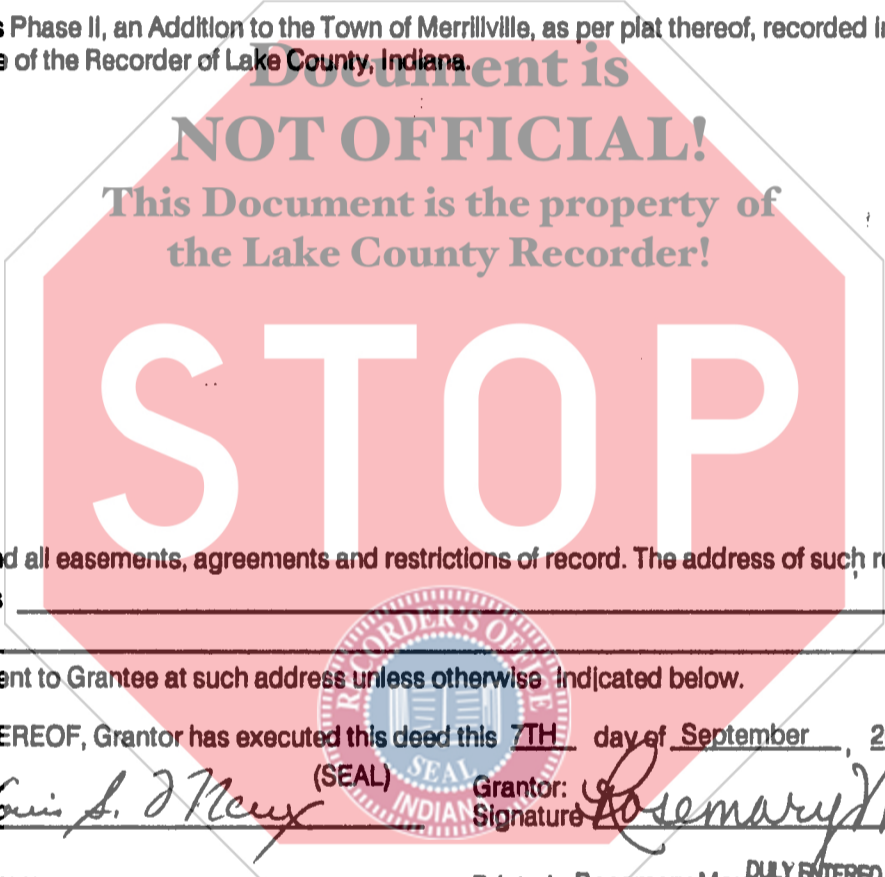 s Phase II, an Addition to the Town of Merrillville, as per plat thereof, recorded in
e of the Recorder of Lake County, Indiana.
Document is
NOT OFFICIAL!
This Document is the property of
the Lake County Recorder!
STOP
d all easements, agreements and restrictions of record. The address of such re
s
ent to Grantee at such address unless otherwise indicated below.
EREOF, Grantor has executed this deed this 7TH day of September , 2
(SEAL) Grantor:
Signature Rosemary
RECORDER'S OFFICE
SEAL
INDIANA
DULY ENTERED